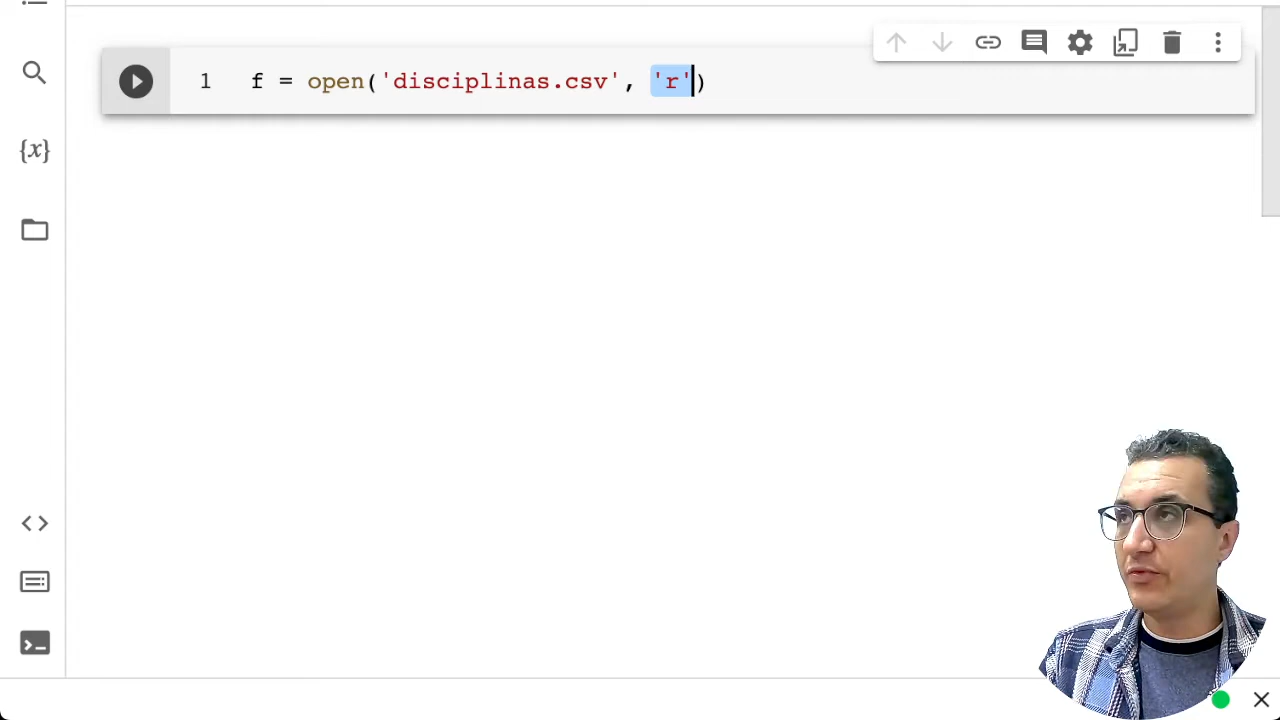 1 f = open('disciplinas.csv', 'r')
{x}